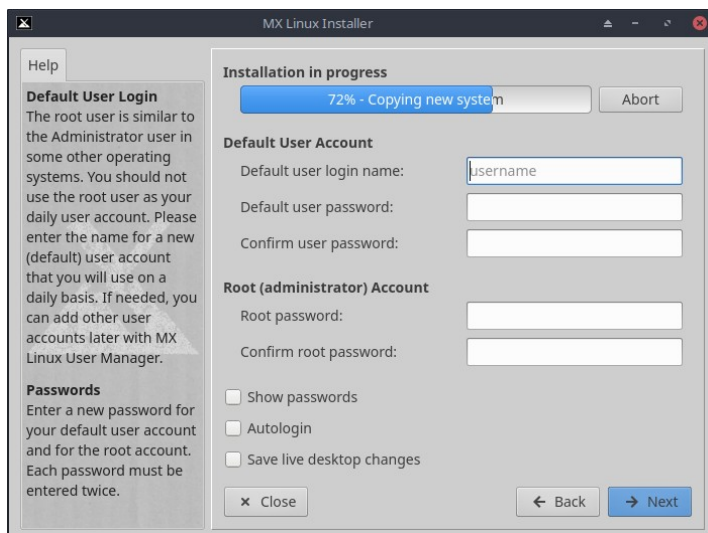 MX Linux Installer
Help
Default User Login
The root user is similar to
the Administrator user in
some other operating
systems. You should not
use the root user as your
daily user account. Please
enter the name for a new
(default) user account
that you will use on a
daily basis. If needed, you
can add other user
accounts later with MX
Linux User Manager.
Passwords
Enter a new password for
your default user account
and for the root account.
Each password must be
entered twice.
Installation in progress
72% - Copying new system
Abort
Default User Account
Default user login name:
username
Default user password:
Confirm user password:
Root (administrator) Account
Root password:
Confirm root password:
Show passwords
Autologin
Save live desktop changes
Close
Back
Next